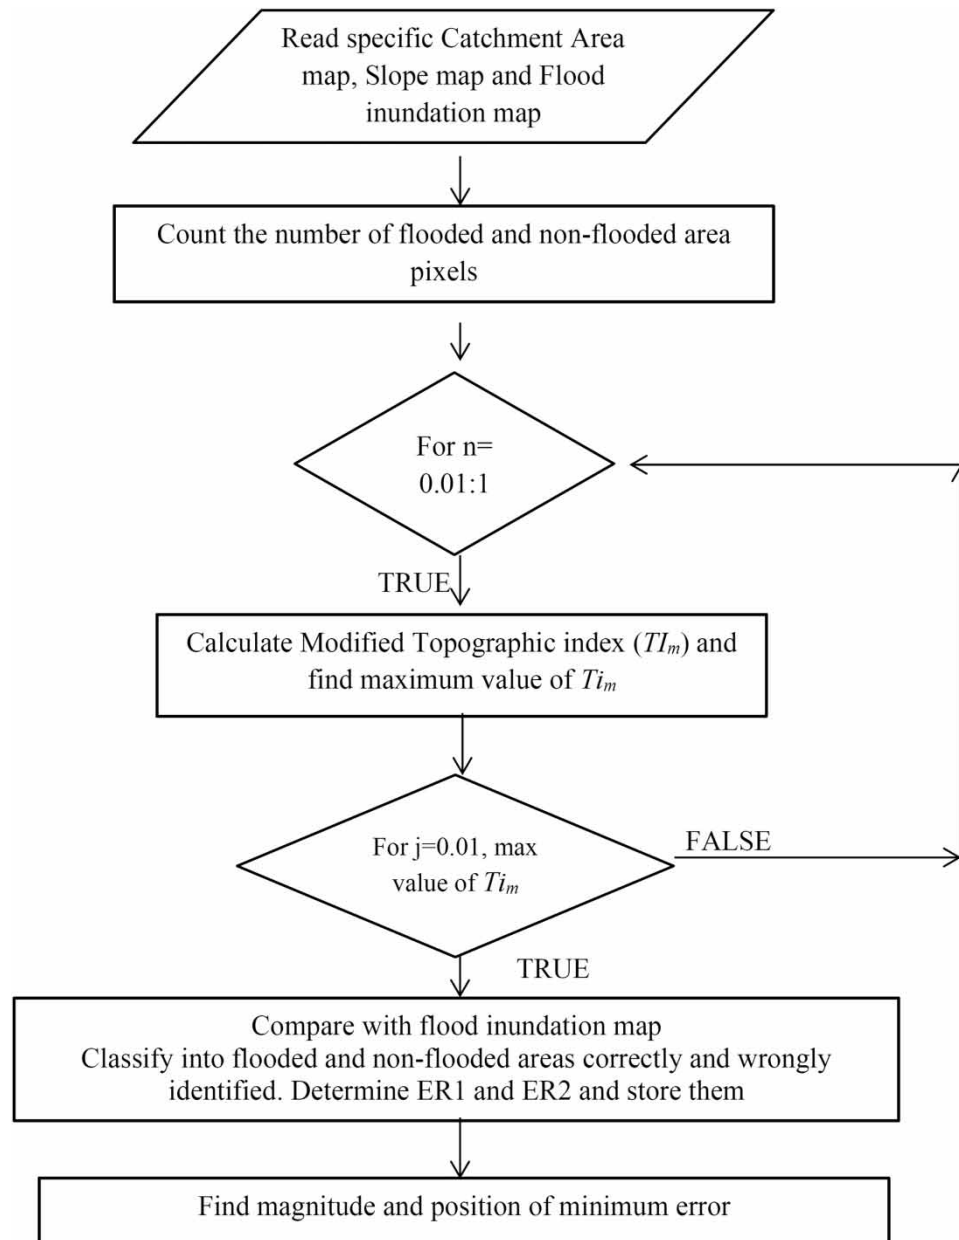 Read specific Catchment Area
map, Slope map and Flood
inundation map
Count the number of flooded and non-flooded area
pixels
For n=
0.01:1
TRUE
Calculate Modified Topographic index (TIm) and
find maximum value of Tim
For j=0.01, max
value of Tim
FALSE
TRUE
Compare with flood inundation map
Classify into flooded and non-flooded areas correctly and wrongly
identified. Determine ER1 and ER2 and store them
Find magnitude and position of minimum error